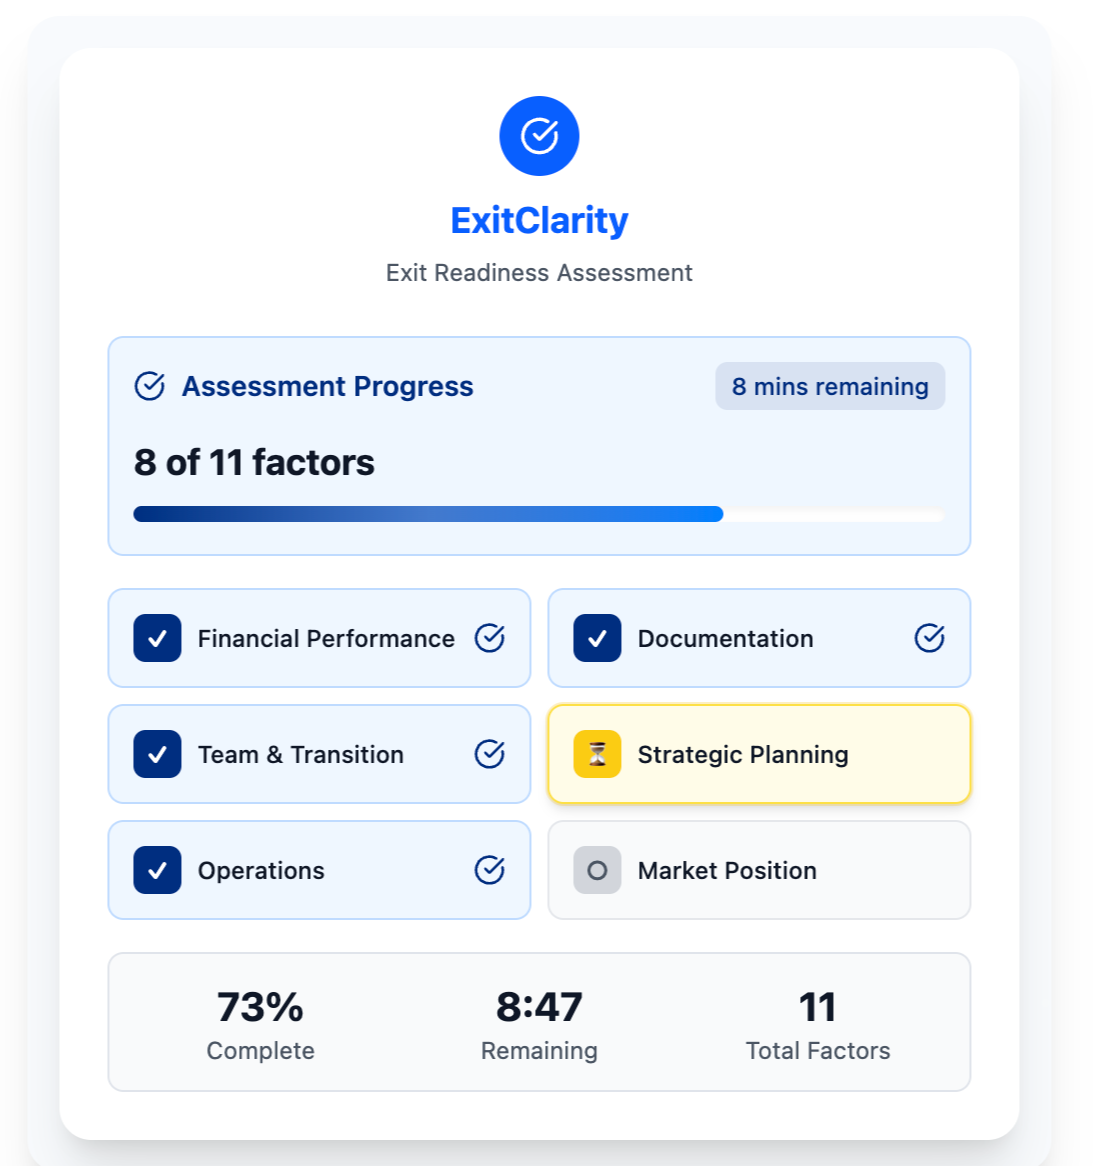 ExitClarity
Exit Readiness Assessment
Assessment Progress
8 mins remaining
8 of 11 factors
Financial Performance
Documentation
Team & Transition
Strategic Planning
Operations
Market Position
73%
Complete
8:47
Remaining
11
Total Factors